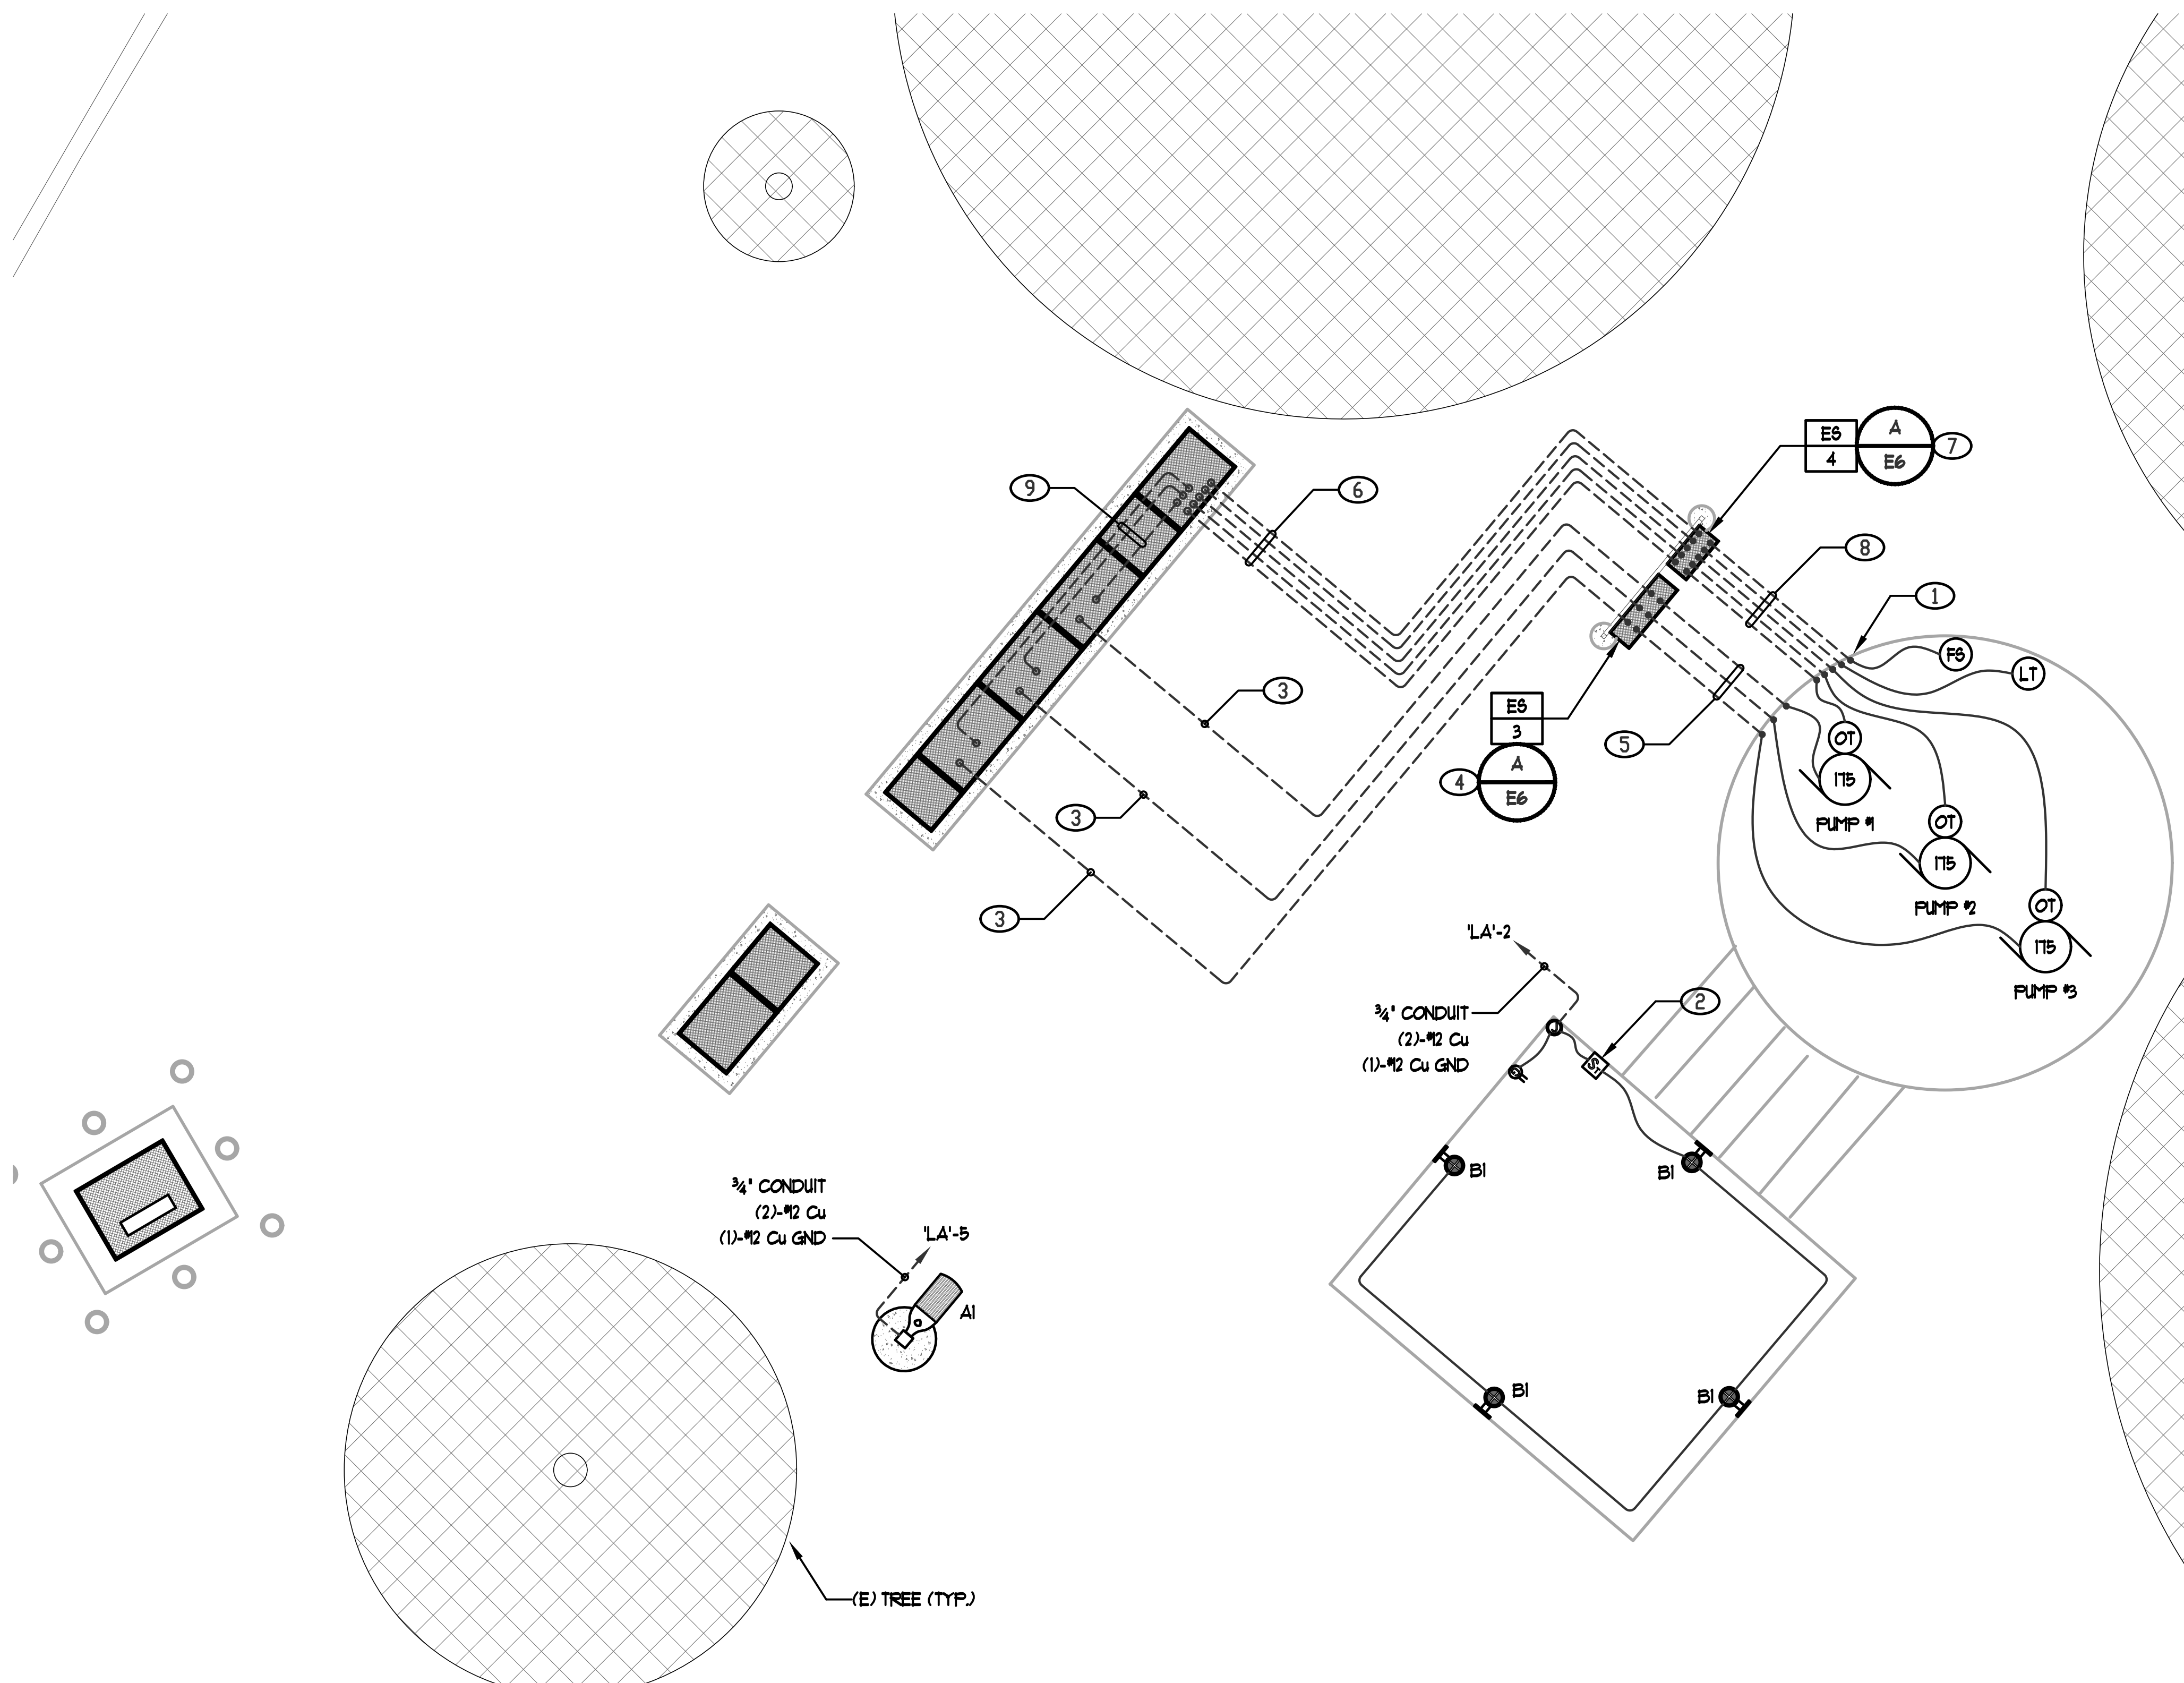 ES
4
A
E6
7
9
6
8
1
FS
LT
3
ES
3
A
E6
4
5
OT
175
PUMP #1
OT
175
PUMP #2
OT
175
PUMP #3
3
3
'LA'-2
3/4" CONDUIT
(2)-#12 Cu
(1)-#12 Cu GND
2
J
S
B1
B1
B1
B1
3/4" CONDUIT
(2)-#12 Cu
(1)-#12 Cu GND
'LA'-5
A1
(E) TREE (TYP.)